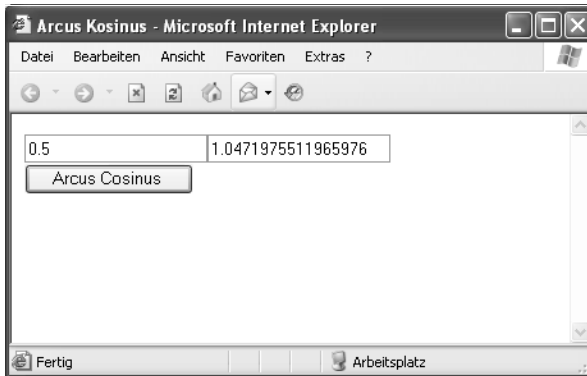 Arcus Kosinus - Microsoft Internet Explorer
Datei Bearbeiten Ansicht Favoriten Extras ?
0.5 1.0471975511965976
Arcus Cosinus
Fertig Arbeitsplatz